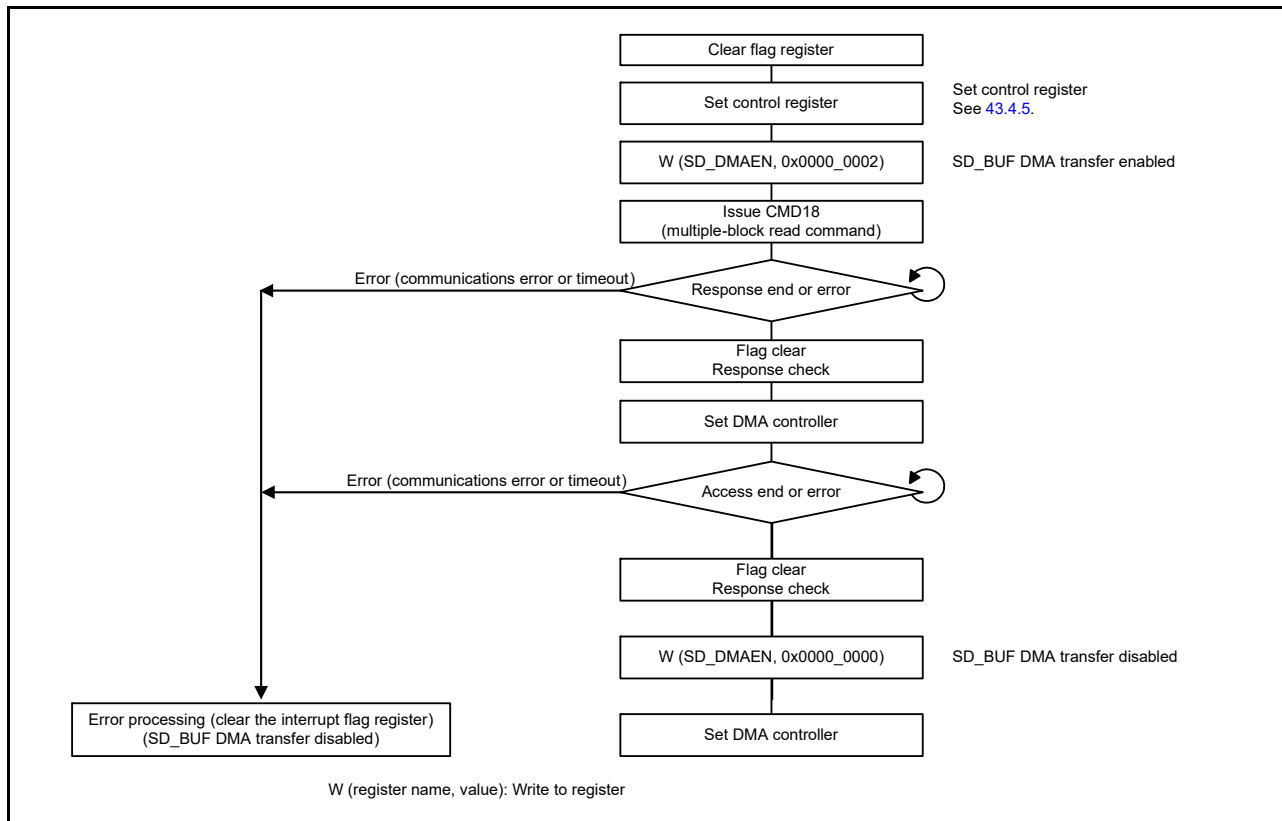 Clear flag register
Set control register
Set control register
See 43.4.5.
W (SD_DMAEN, 0x0000_0002)
SD_BUF DMA transfer enabled
Issue CMD18
(multiple-block read command)
Error (communications error or timeout)
Response end or error
Flag clear
Response check
Set DMA controller
Error (communications error or timeout)
Access end or error
Flag clear
Response check
W (SD_DMAEN, 0x0000_0000)
SD_BUF DMA transfer disabled
Error processing (clear the interrupt flag register)
(SD_BUF DMA transfer disabled)
Set DMA controller
W (register name, value): Write to register